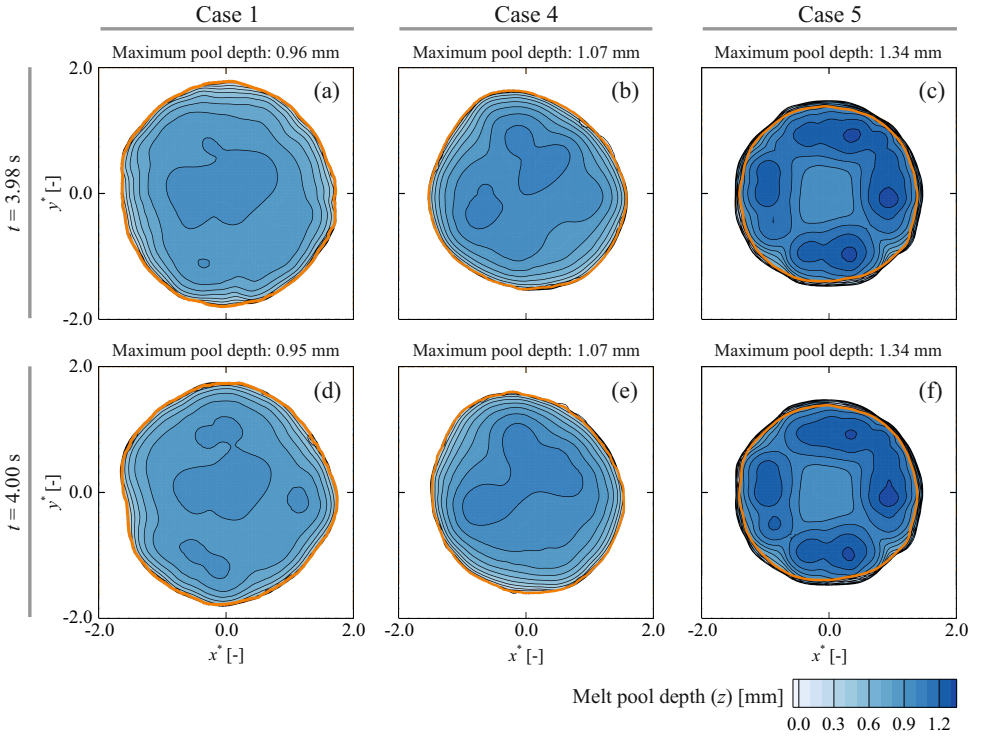 Case 1
Case 4
Case 5
Maximum pool depth: 0.96 mm
Maximum pool depth: 1.07 mm
Maximum pool depth: 1.34 mm
t = 3.98 s
y* [-]
2.0
0.0
-2.0
(a)
(b)
(c)
Maximum pool depth: 0.95 mm
Maximum pool depth: 1.07 mm
Maximum pool depth: 1.34 mm
t = 4.00 s
y* [-]
2.0
0.0
-2.0
(d)
(e)
(f)
-2.0 0.0 2.0
-2.0 0.0 2.0
-2.0 0.0 2.0
x* [-]
x* [-]
x* [-]
Melt pool depth (z) [mm]
0.0 0.3 0.6 0.9 1.2